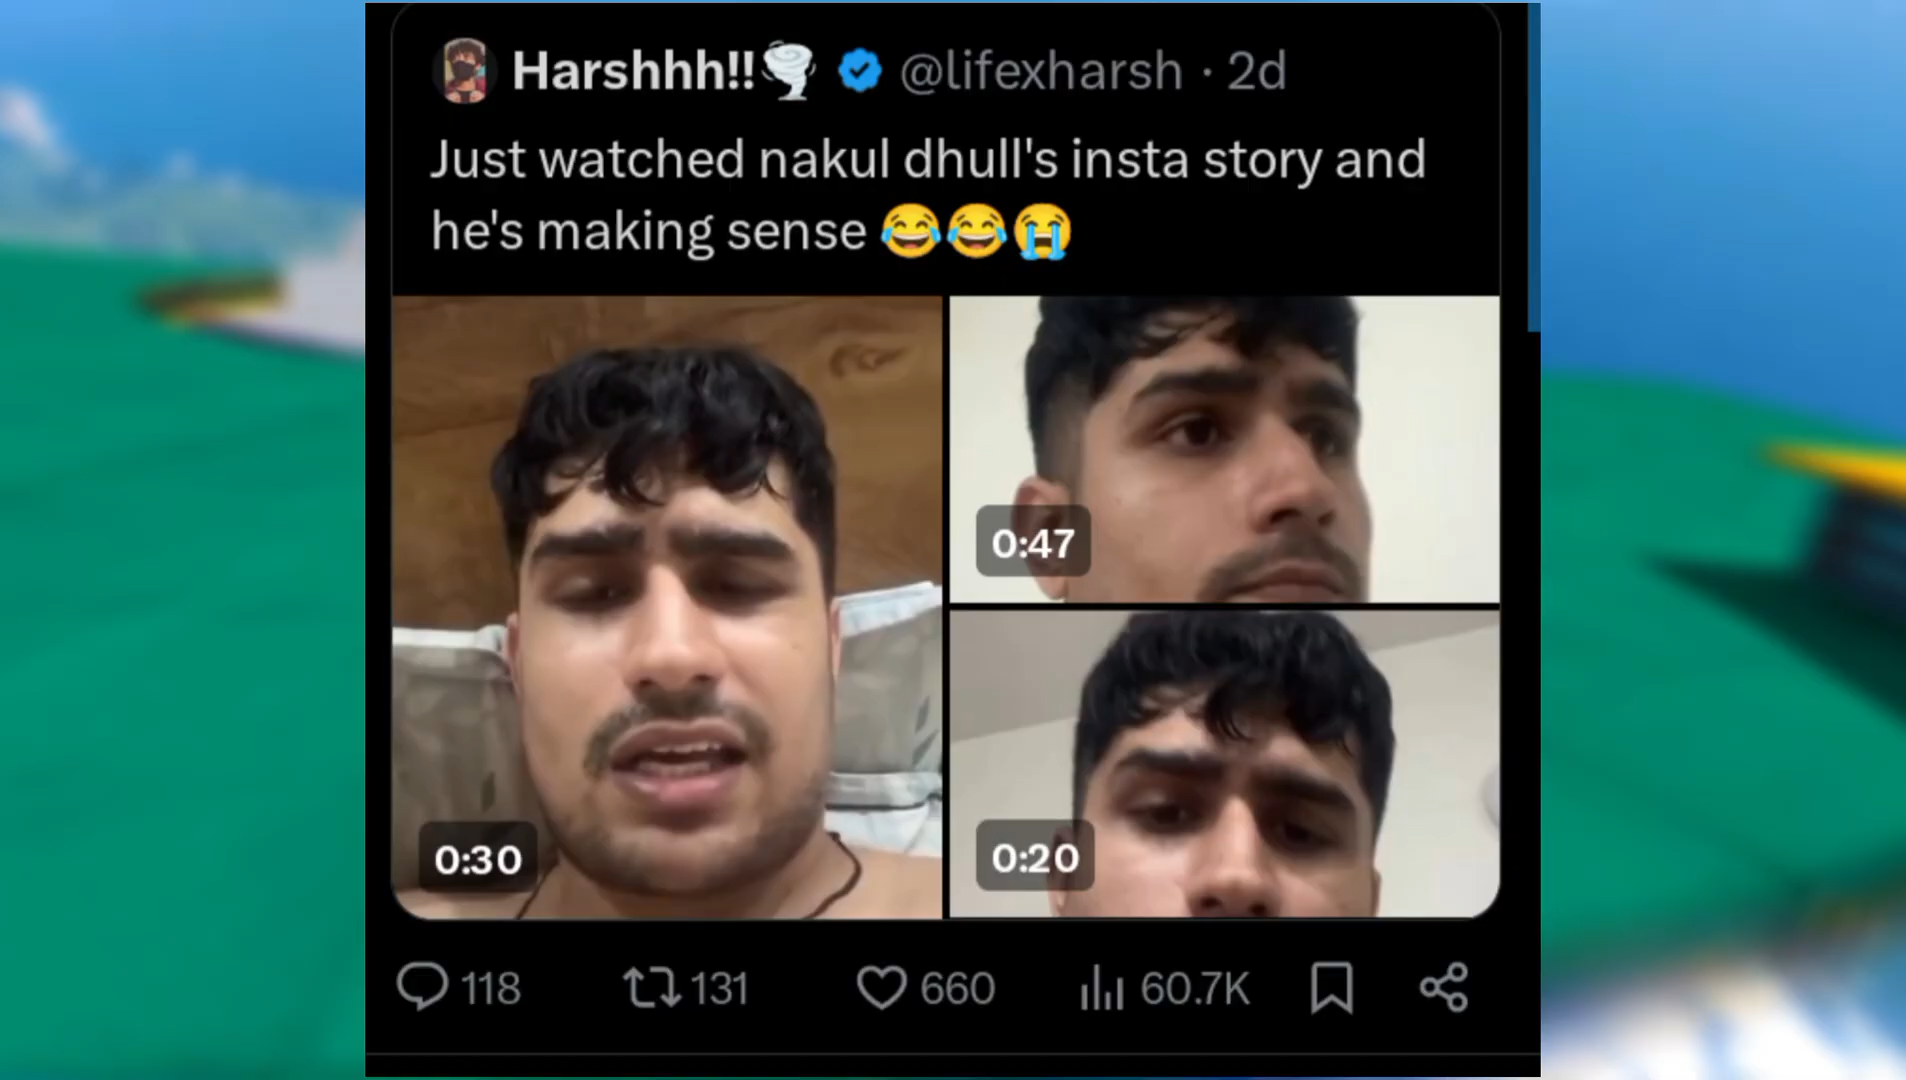 Harshhh!!🌪️ @lifexharsh · 2d
Just watched nakul dhull's insta story and
he's making sense 😂😂😭
0:30
0:47
0:20
118 131 660 60.7K